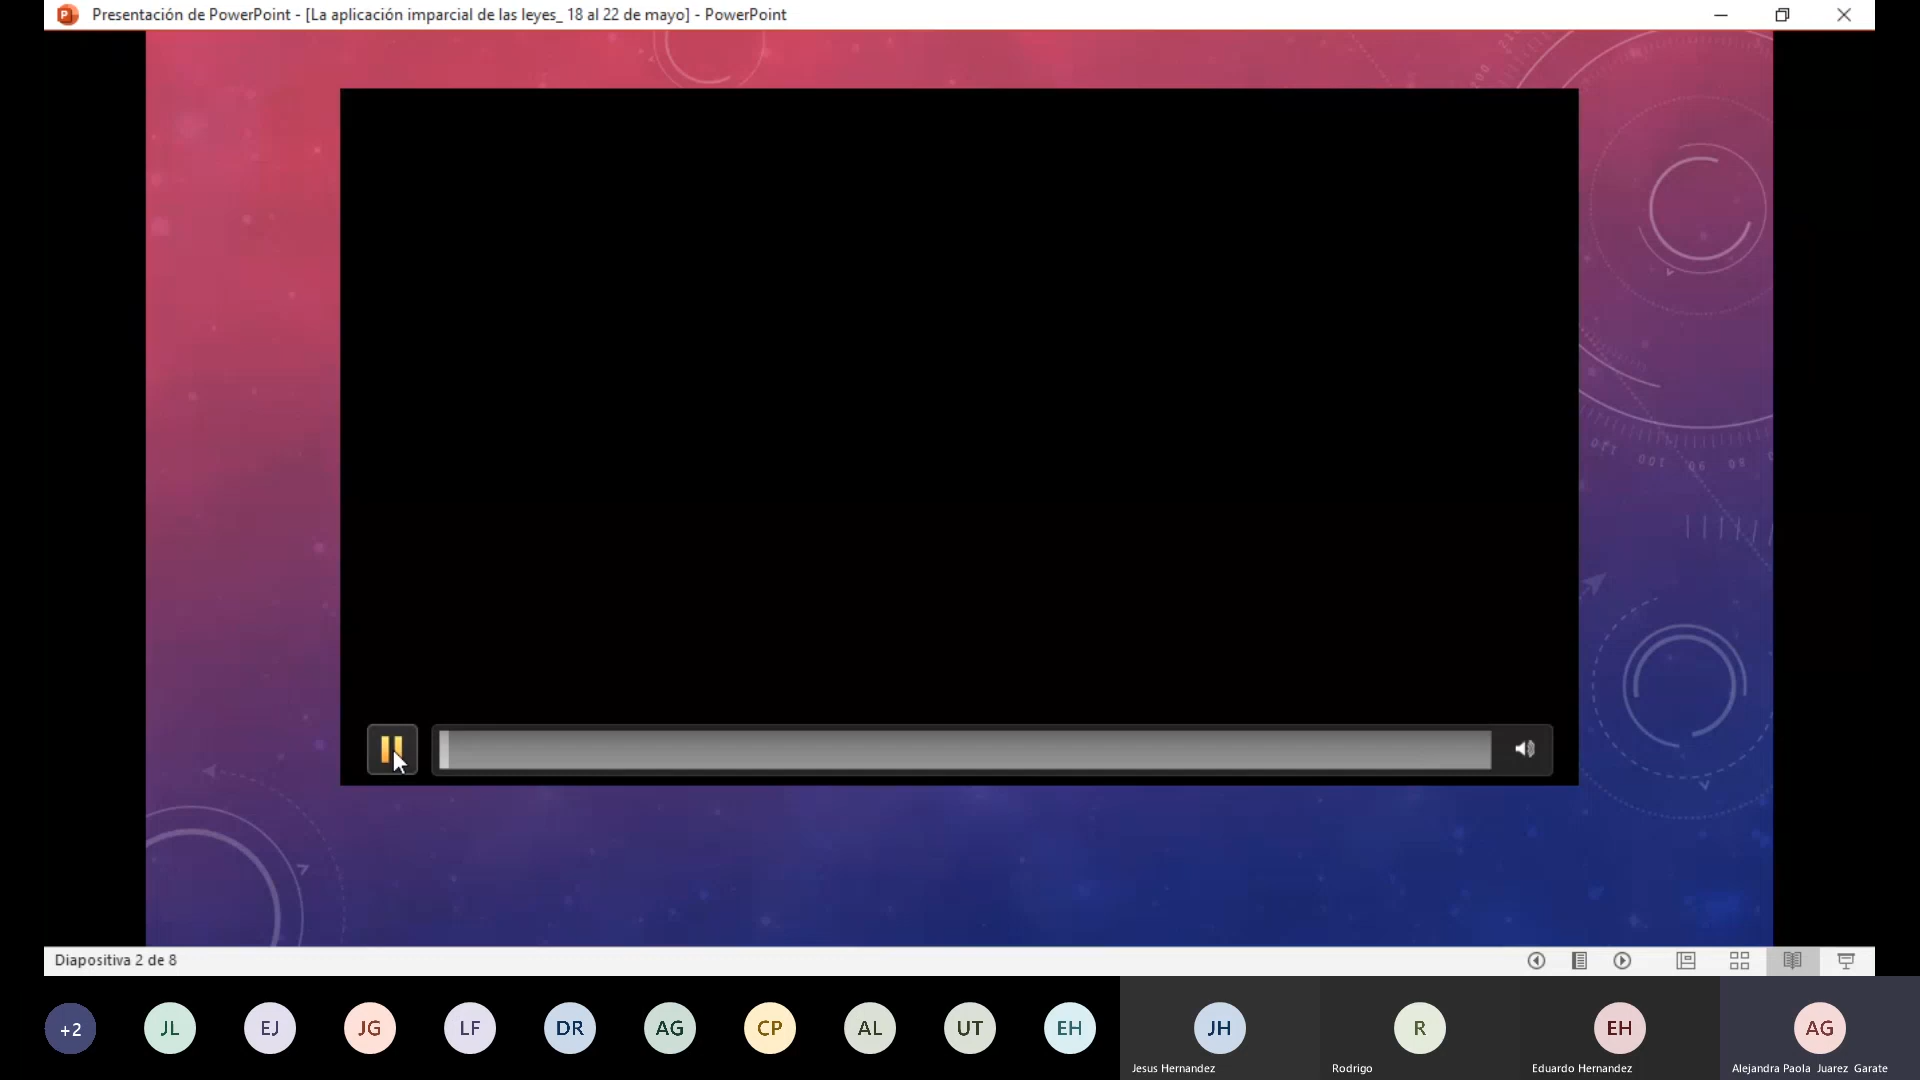 Presentación de PowerPoint - [La aplicación imparcial de las leyes_ 18 al 22 de mayo] - PowerPoint
Diapositiva 2 de 8
+2 JL EJ JG LF DR AG CP AL UT EH JH R EH AG
Jesus Hernandez Rodrigo Eduardo Hernandez Alejandra Paola Juarez Garate